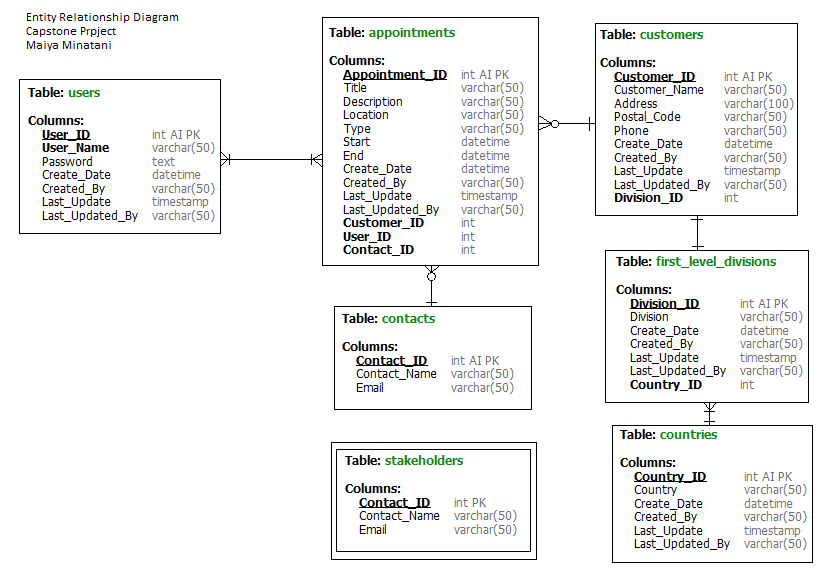 Entity Relationship Diagram
Capstone Prpject
Maiya Minatani
Table: users
Columns:
User_ID int AI PK
User_Name varchar(50)
Password text
Create_Date datetime
Created_By varchar(50)
Last_Update timestamp
Last_Updated_By varchar(50)
Table: appointments
Columns:
Appointment_ID int AI PK
Title varchar(50)
Description varchar(50)
Location varchar(50)
Type varchar(50)
Start datetime
End datetime
Create_Date datetime
Created_By varchar(50)
Last_Update timestamp
Last_Updated_By varchar(50)
Customer_ID int
User_ID int
Contact_ID int
Table: customers
Columns:
Customer_ID int AI PK
Customer_Name varchar(50)
Address varchar(100)
Postal_Code varchar(50)
Phone varchar(50)
Create_Date datetime
Created_By varchar(50)
Last_Update timestamp
Last_Updated_By varchar(50)
Division_ID int
Table: contacts
Columns:
Contact_ID int AI PK
Contact_Name varchar(50)
Email varchar(50)
Table: first_level_divisions
Columns:
Division_ID int AI PK
Division varchar(50)
Create_Date datetime
Created_By varchar(50)
Last_Update timestamp
Last_Updated_By varchar(50)
Country_ID int
Table: stakeholders
Columns:
Contact_ID int PK
Contact_Name varchar(50)
Email varchar(50)
Table: countries
Columns:
Country_ID int AI PK
Country varchar(50)
Create_Date datetime
Created_By varchar(50)
Last_Update timestamp
Last_Updated_By varchar(50)